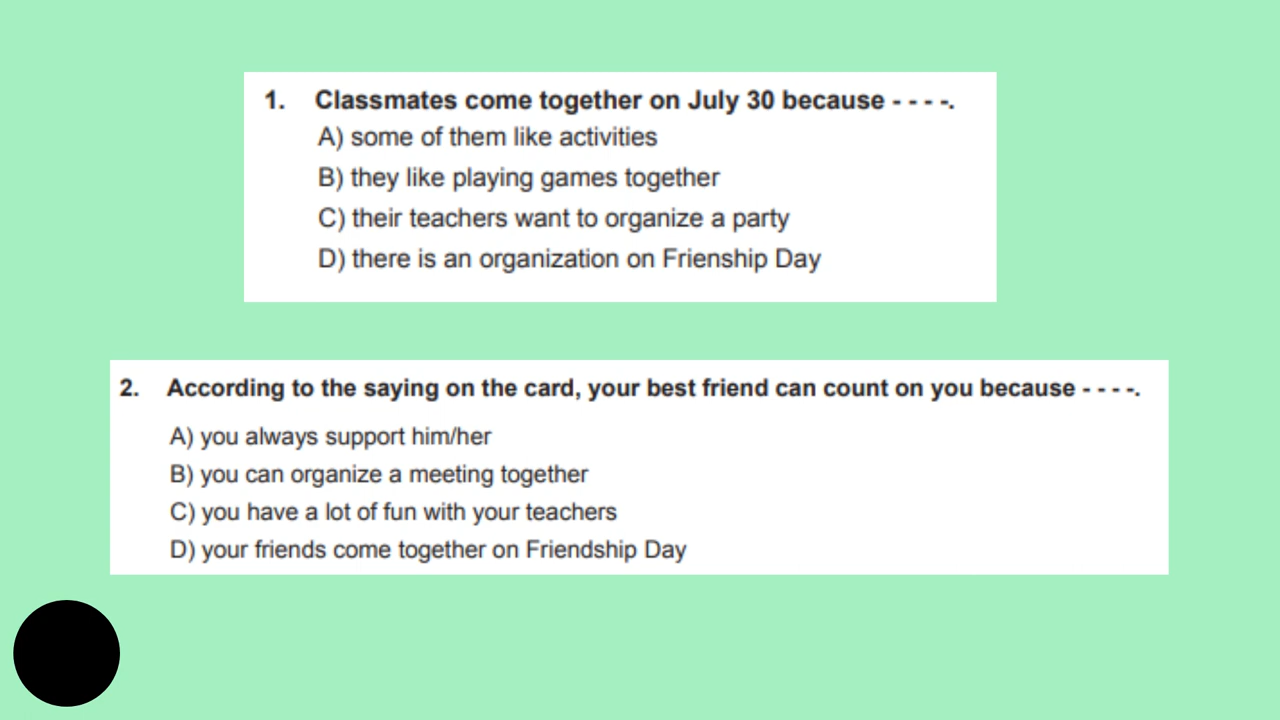 1. Classmates come together on July 30 because - - - -.
A) some of them like activities
B) they like playing games together
C) their teachers want to organize a party
D) there is an organization on Frienship Day
2. According to the saying on the card, your best friend can count on you because - - - -.
A) you always support him/her
B) you can organize a meeting together
C) you have a lot of fun with your teachers
D) your friends come together on Friendship Day